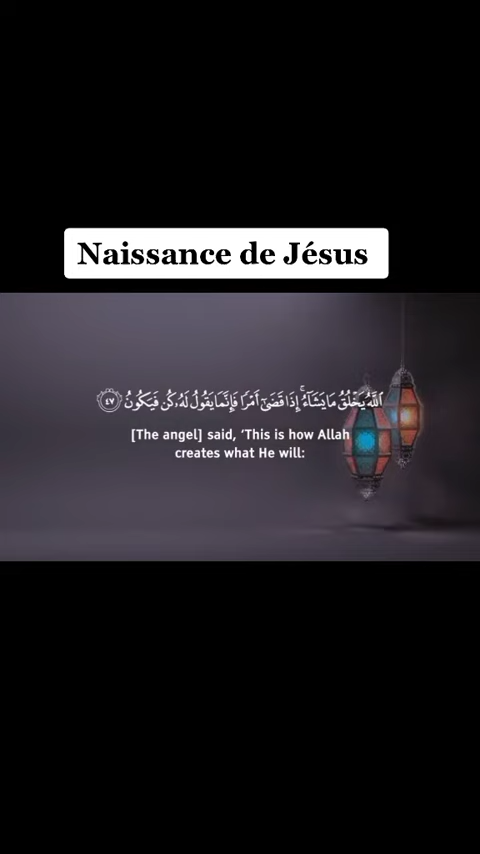 Naissance de Jésus
ٱللَّهُ يَخْلُقُ مَا يَشَآءُ ۚ إِذَا قَضَىٰٓ أَمْرًا فَإِنَّمَا يَقُولُ لَهُۥ كُن فَيَكُونُ ٤٧
[The angel] said, ‘This is how Allah
creates what He will: